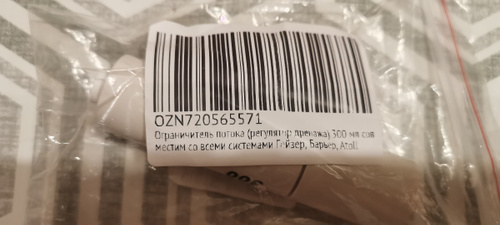 OZN720565571
Ограничитель потока (регулятор дренажа) 300 мл сов
местим со всеми системами Гейзер, Барьер, Atoll